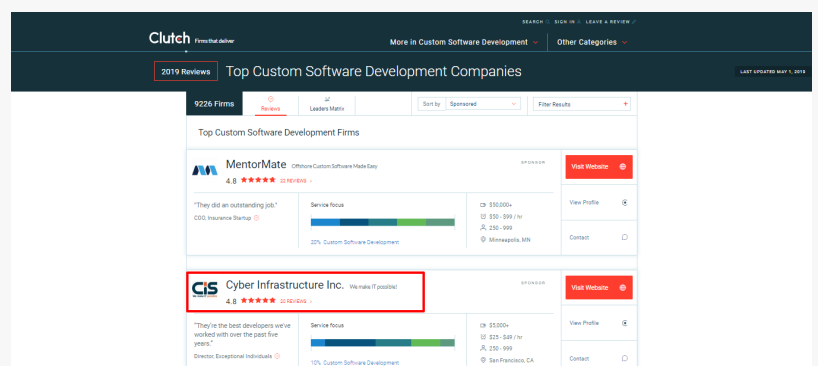 SEARCH SIGN IN LEAVE A REVIEW
Clutch Firms that deliver More in Custom Software Development Other Categories
2019 Reviews Top Custom Software Development Companies
LAST UPDATED MAY 1, 2019
9226 Firms Reviews Leaders Matrix Sort by Sponsored Filter Results +
Top Custom Software Development Firms
MentorMate Offshore Custom Software Made Easy SPONSOR Visit Website
4.8 ★★★★★ 22 REVIEWS
"They did an outstanding job." Service focus $50,000+ View Profile
COO, Insurance Startup $50 - $99 / hr
250 - 999
20% Custom Software Development Minneapolis, MN Contact
CIS Cyber Infrastructure Inc. We make IT possible! SPONSOR Visit Website
4.8 ★★★★★ 25 REVIEWS
"They're the best developers we've Service focus $5,000+ View Profile
worked with over the past five $25 - $49 / hr
years." 250 - 999
Director, Exceptional Individuals 10% Custom Software Development San Francisco, CA Contact